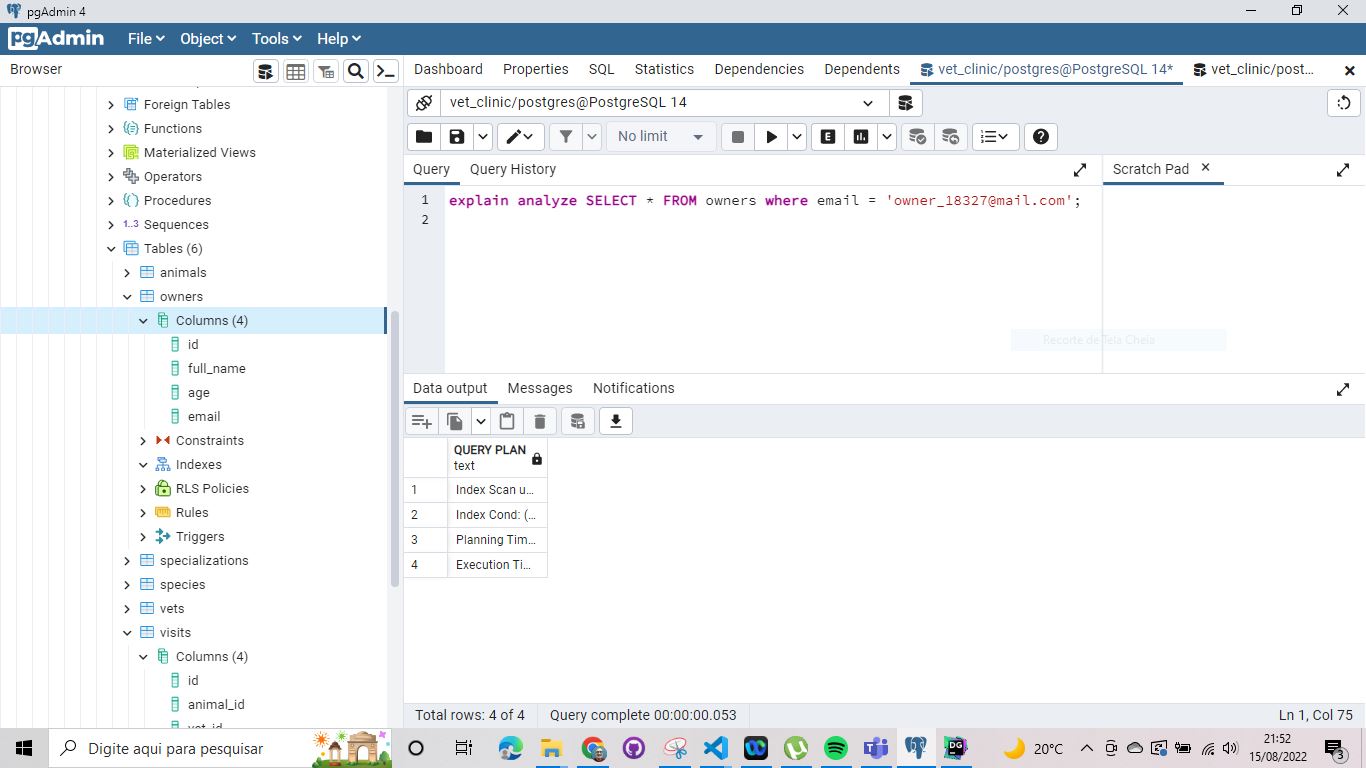 pgAdmin 4
pgAdmin File Object Tools Help
Browser
Dashboard Properties SQL Statistics Dependencies Dependents vet_clinic/postgres@PostgreSQL 14* vet_clinic/post...
Foreign Tables
Functions
Materialized Views
Operators
Procedures
1..3 Sequences
Tables (6)
animals
owners
Columns (4)
id
full_name
age
email
Constraints
Indexes
RLS Policies
Rules
Triggers
specializations
species
vets
visits
Columns (4)
id
animal_id
vet_id
vet_clinic/postgres@PostgreSQL 14
No limit
E
Query Query History
Scratch Pad
1 explain analyze SELECT * FROM owners where email = 'owner_18327@mail.com';
2
Recorte de Tela Cheia
Data output Messages Notifications
QUERY PLAN
text
1 Index Scan u...
2 Index Cond: (...
3 Planning Tim...
4 Execution Ti...
Total rows: 4 of 4 Query complete 00:00:00.053 Ln 1, Col 75
Digite aqui para pesquisar
DG
20°C
21:52
15/08/2022
3